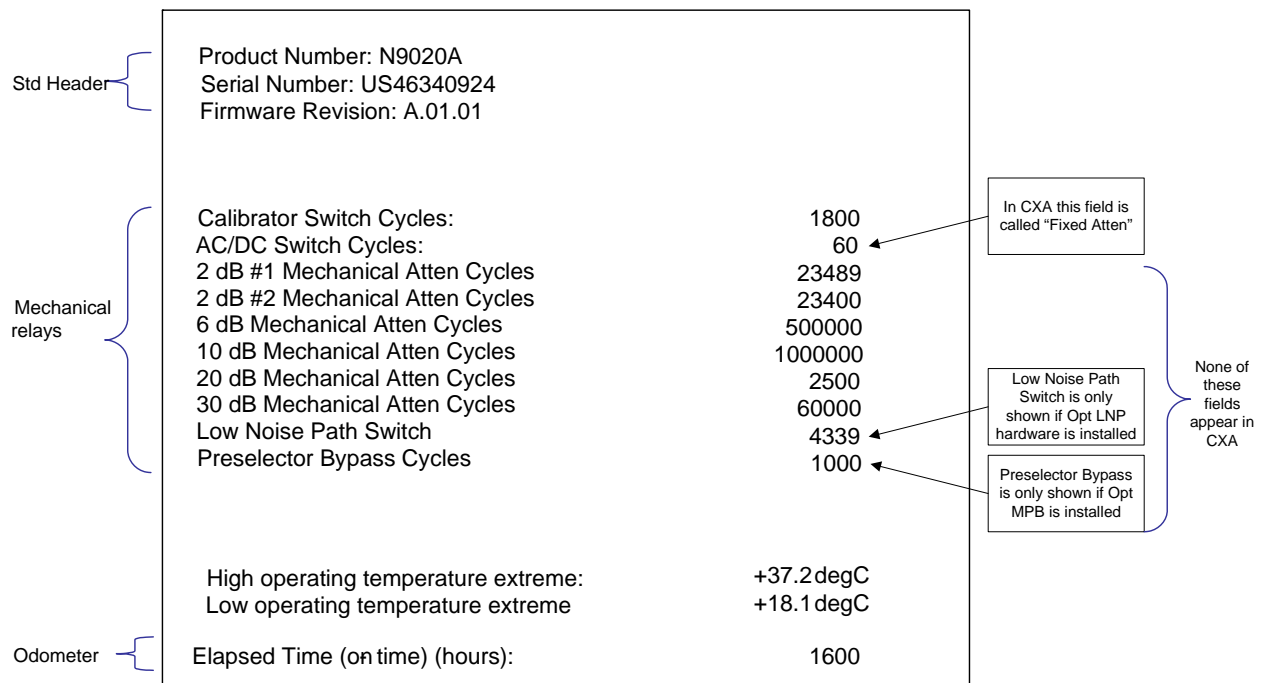 Std Header
Product Number: N9020A
Serial Number: US46340924
Firmware Revision: A.01.01
Mechanical
relays
Calibrator Switch Cycles: 1800
AC/DC Switch Cycles: 60
2 dB #1 Mechanical Atten Cycles 23489
2 dB #2 Mechanical Atten Cycles 23400
6 dB Mechanical Atten Cycles 500000
10 dB Mechanical Atten Cycles 1000000
20 dB Mechanical Atten Cycles 2500
30 dB Mechanical Atten Cycles 60000
Low Noise Path Switch 4339
Preselector Bypass Cycles 1000
In CXA this field is
called “Fixed Atten”
Low Noise Path
Switch is only
shown if Opt LNP
hardware is installed
Preselector Bypass
is only shown if Opt
MPB is installed
None of
these
fields
appear in
CXA
High operating temperature extreme: +37.2degC
Low operating temperature extreme +18.1degC
Odometer
Elapsed Time (on-time) (hours): 1600